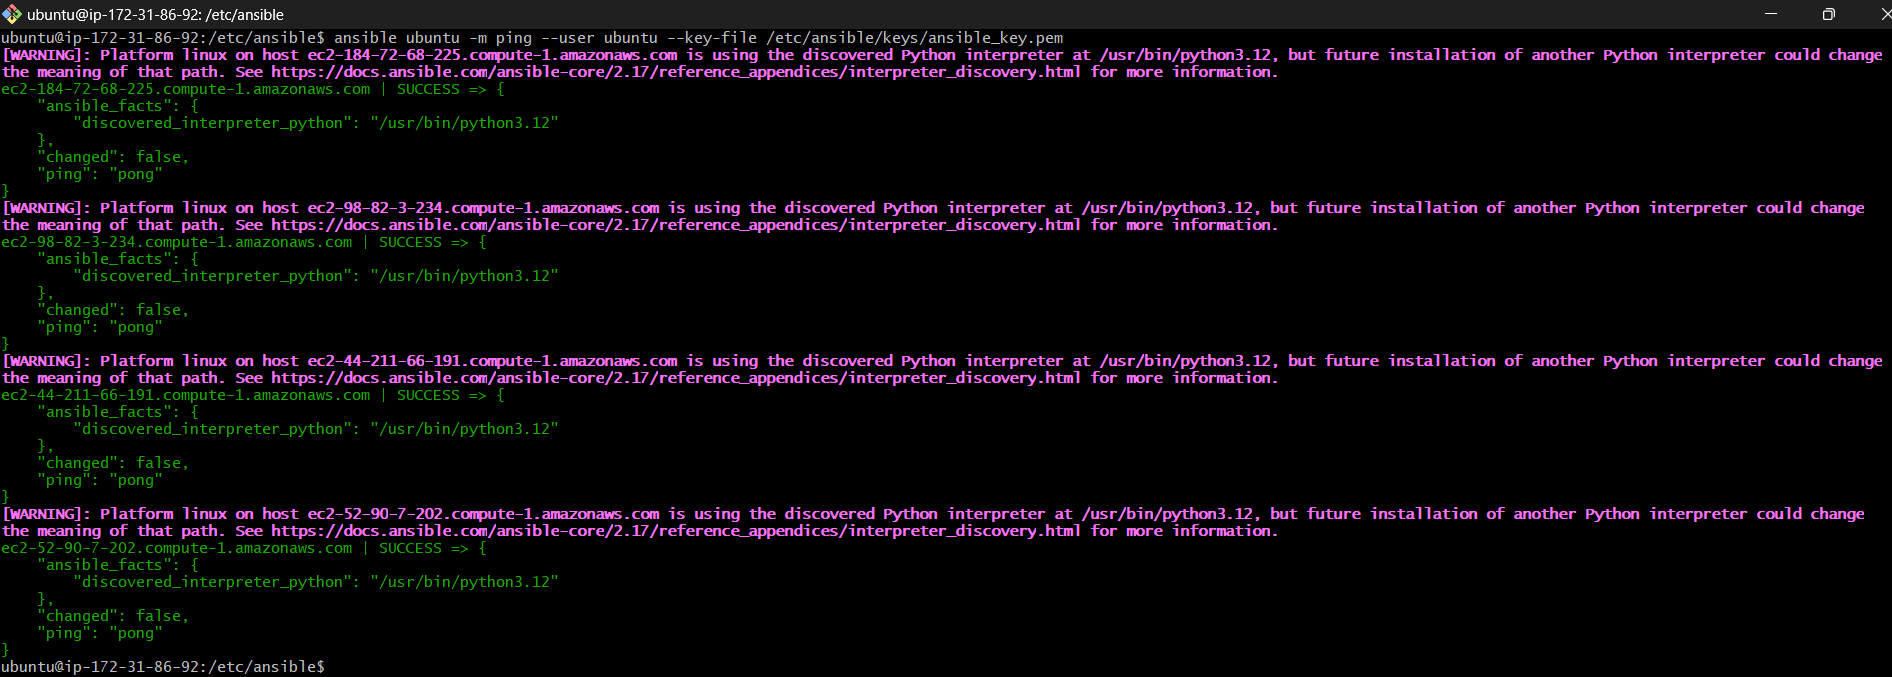 ubuntu@ip-172-31-86-92: /etc/ansible
ubuntu@ip-172-31-86-92:/etc/ansible$ ansible ubuntu -m ping --user ubuntu --key-file /etc/ansible/keys/ansible_key.pem
[WARNING]: Platform linux on host ec2-184-72-68-225.compute-1.amazonaws.com is using the discovered Python interpreter at /usr/bin/python3.12, but future installation of another Python interpreter could change
the meaning of that path. See https://docs.ansible.com/ansible-core/2.17/reference_appendices/interpreter_discovery.html for more information.
ec2-184-72-68-225.compute-1.amazonaws.com | SUCCESS => {
    "ansible_facts": {
        "discovered_interpreter_python": "/usr/bin/python3.12"
    },
    "changed": false,
    "ping": "pong"
}
[WARNING]: Platform linux on host ec2-98-82-3-234.compute-1.amazonaws.com is using the discovered Python interpreter at /usr/bin/python3.12, but future installation of another Python interpreter could change
the meaning of that path. See https://docs.ansible.com/ansible-core/2.17/reference_appendices/interpreter_discovery.html for more information.
ec2-98-82-3-234.compute-1.amazonaws.com | SUCCESS => {
    "ansible_facts": {
        "discovered_interpreter_python": "/usr/bin/python3.12"
    },
    "changed": false,
    "ping": "pong"
}
[WARNING]: Platform linux on host ec2-44-211-66-191.compute-1.amazonaws.com is using the discovered Python interpreter at /usr/bin/python3.12, but future installation of another Python interpreter could change
the meaning of that path. See https://docs.ansible.com/ansible-core/2.17/reference_appendices/interpreter_discovery.html for more information.
ec2-44-211-66-191.compute-1.amazonaws.com | SUCCESS => {
    "ansible_facts": {
        "discovered_interpreter_python": "/usr/bin/python3.12"
    },
    "changed": false,
    "ping": "pong"
}
[WARNING]: Platform linux on host ec2-52-90-7-202.compute-1.amazonaws.com is using the discovered Python interpreter at /usr/bin/python3.12, but future installation of another Python interpreter could change
the meaning of that path. See https://docs.ansible.com/ansible-core/2.17/reference_appendices/interpreter_discovery.html for more information.
ec2-52-90-7-202.compute-1.amazonaws.com | SUCCESS => {
    "ansible_facts": {
        "discovered_interpreter_python": "/usr/bin/python3.12"
    },
    "changed": false,
    "ping": "pong"
}
ubuntu@ip-172-31-86-92:/etc/ansible$